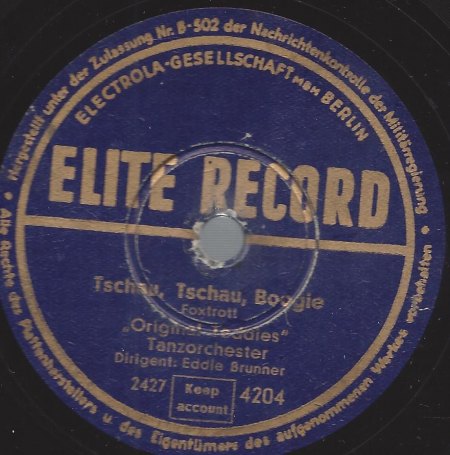 Hergestellt unter der Zulassung Nr. B-502 der Nachrichtenkontrolle der Militärregierung
ELECTROLA-GESELLSCHAFT MBH BERLIN
ELITE RECORD
Tschau, Tschau, Boogie
Foxtrott
„Original Teddies"
Tanzorchester
Dirigent: Eddie Brunner
2427 Keep account 4204
• Alle Rechte des Plattenherstellers u. des Eigentümers des aufgenommenen Werkes vorbehalten •